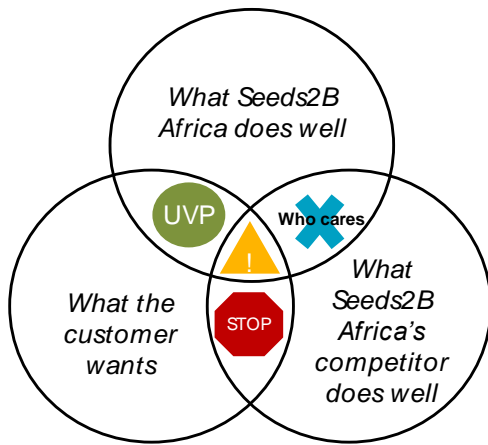 What Seeds2B
Africa does well
UVP
Who cares
!
What the
customer
wants
STOP
What
Seeds2B
Africa's
competitor
does well